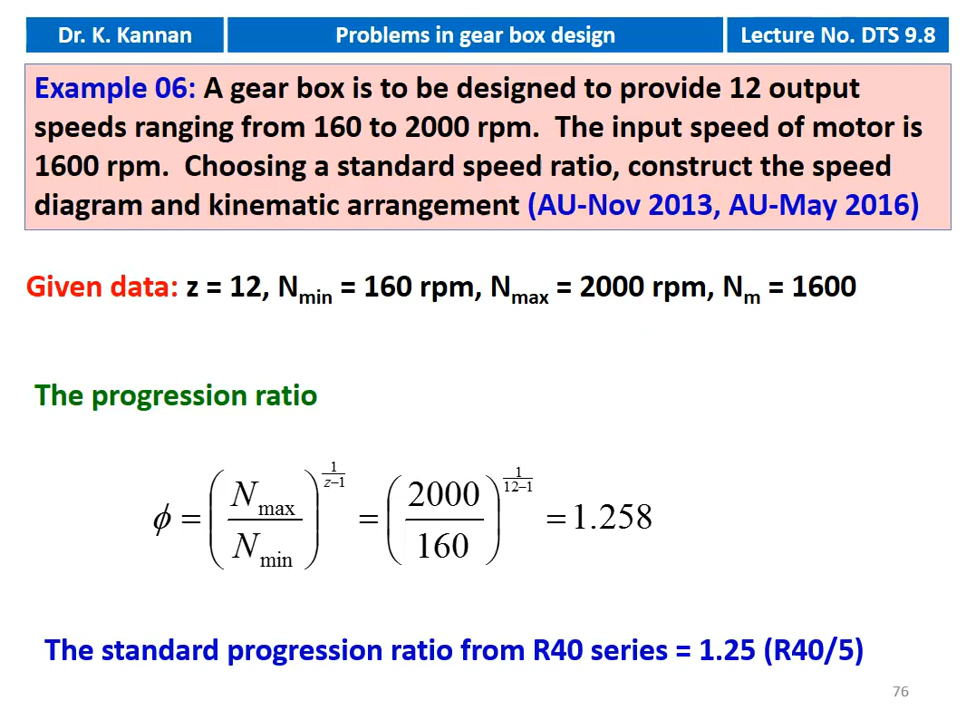 Dr. K. Kannan
Problems in gear box design
Lecture No. DTS 9.8
Example 06: A gear box is to be designed to provide 12 output
speeds ranging from 160 to 2000 rpm. The input speed of motor is
1600 rpm. Choosing a standard speed ratio, construct the speed
diagram and kinematic arrangement (AU-Nov 2013, AU-May 2016)
Given data: z = 12, Nmin = 160 rpm, Nmax = 2000 rpm, Nm = 1600
The progression ratio
ϕ = (Nmax / Nmin)^(1/(z−1)) = (2000 / 160)^(1/(12−1)) = 1.258
The standard progression ratio from R40 series = 1.25 (R40/5)
76